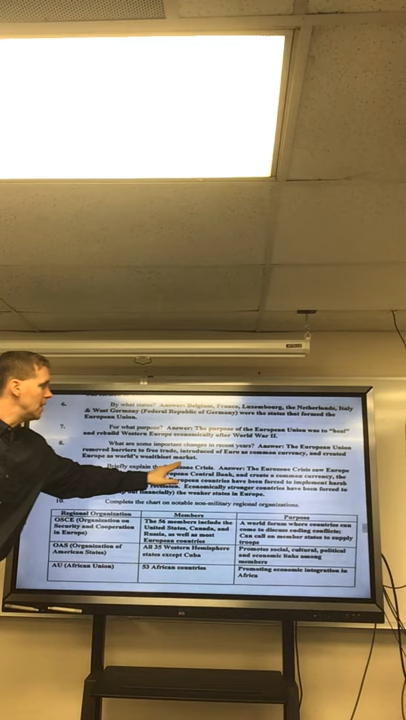 6. By what states? Answer: Belgium, France, Luxembourg, the Netherlands, Italy
& West Germany (Federal Republic of Germany) were the states that formed the
European Union.
7. For what purpose? Answer: The purpose of the European Union was to "heal"
and rebuild Western Europe economically after World War II.
8. What are some important changes in recent years? Answer: The European Union
removed barriers to free trade, introduced of Euro as common currency, and created
Europe as world's wealthiest market.
Briefly explain the Crisis. Answer: The Eurozone Crisis saw Europe
Central Bank, and create a common currency, the
European countries have been forced to implement harsh
Economically stronger countries have been forced to
financially) the weaker states in Europe.
10. Complete the chart on notable non-military regional organizations.
Regional Organization Members Purpose
OSCE (Organization on The 56 members include the A world forum where countries can
Security and Cooperation United States, Canada, and come to discuss ending conflicts;
in Europe) Russia, as well as most Can call on member states to supply
European countries troops
OAS (Organization of All 35 Western Hemisphere Promotes social, cultural, political
American States) states except Cuba and economic links among
members
AU (African Union) 53 African countries Promoting economic integration in
Africa